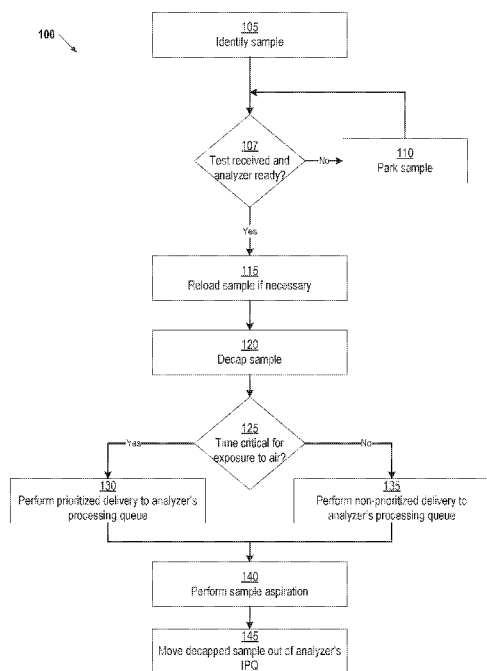 100
105
Identify sample
107
Test received and
analyzer ready?
No
110
Park sample
Yes
115
Reload sample if necessary
120
Decap sample
125
Time critical for
exposure to air?
Yes
No
130
Perform prioritized delivery to analyzer's
processing queue
135
Perform non-prioritized delivery to
analyzer's processing queue
140
Perform sample aspiration
145
Move decapped sample out of analyzer's
IPQ